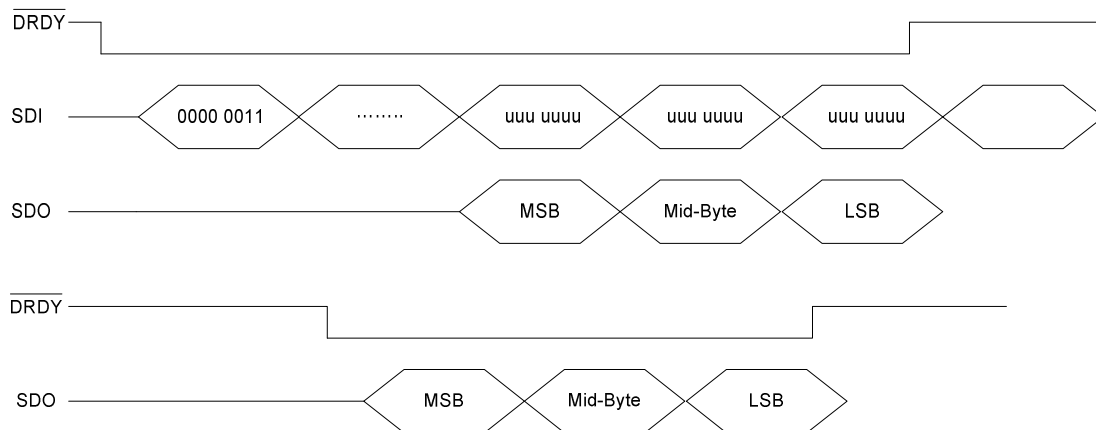 DRDY
SDI 0000 0011 ........ uuu uuuu uuu uuuu uuu uuuu
SDO MSB Mid-Byte LSB
DRDY
SDO MSB Mid-Byte LSB